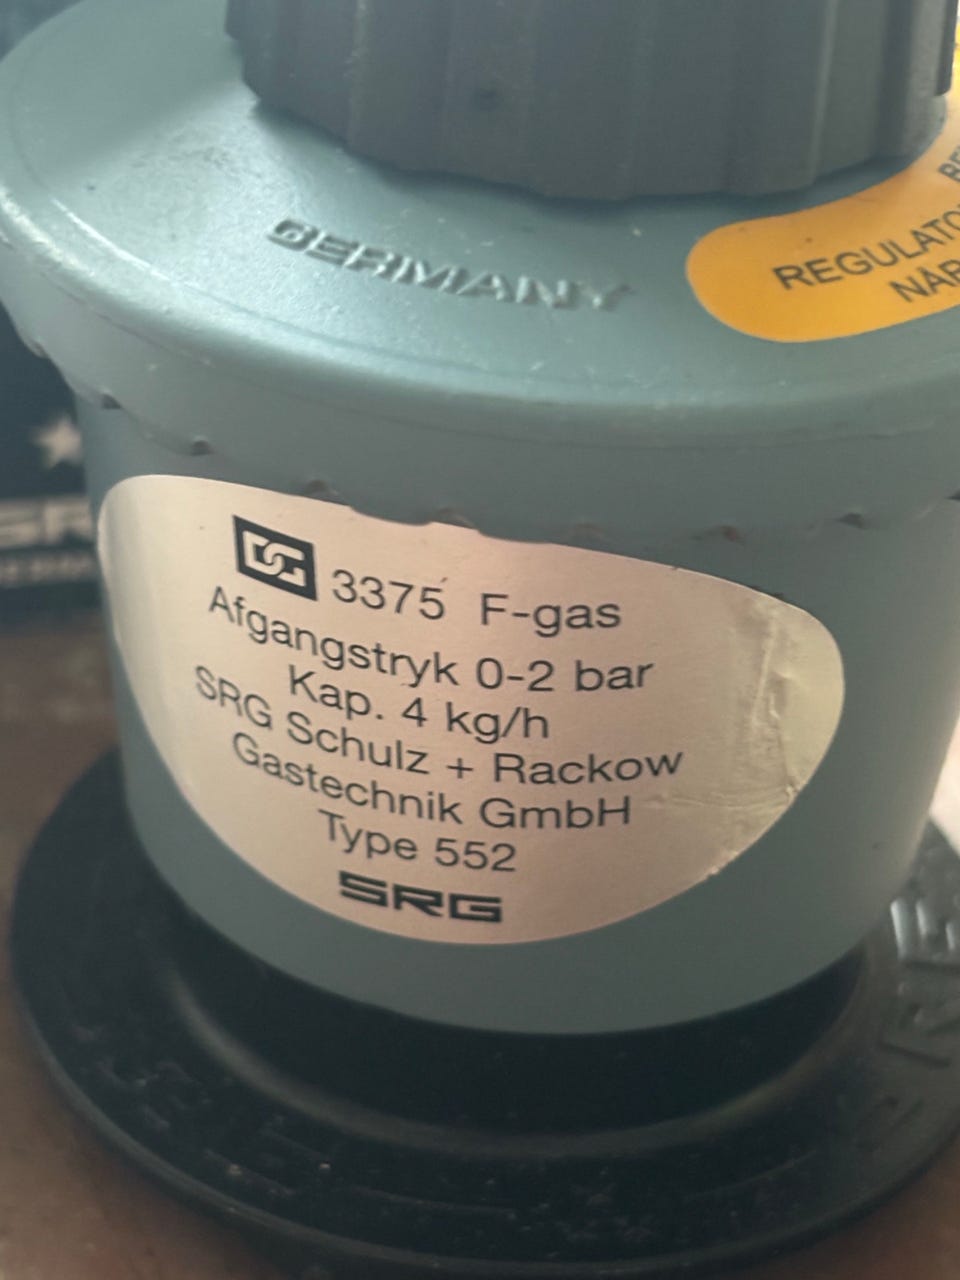 GERMANY
REGULATO
NÅR
DG 3375 F-gas
Afgangstryk 0-2 bar
Kap. 4 kg/h
SRG Schulz + Rackow
Gastechnik GmbH
Type 552
SRG